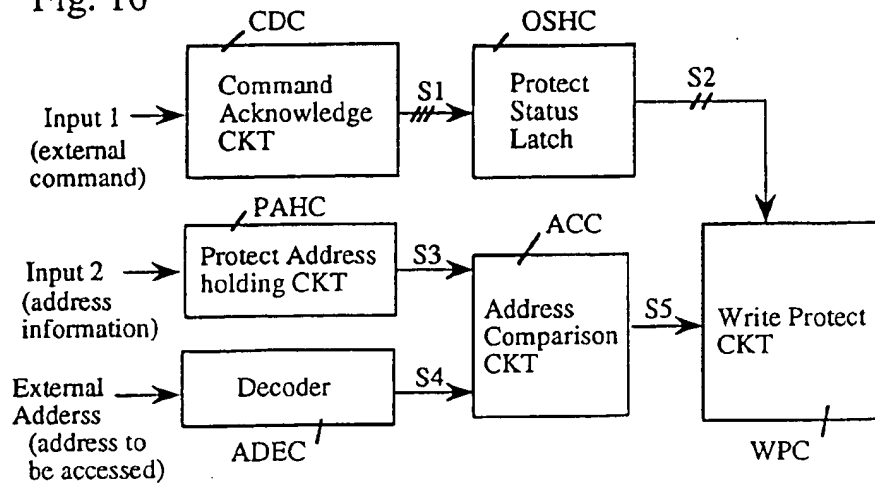 Fig. 10
CDC
OSHC
Command
Acknowledge
CKT
S1
Protect
Status
Latch
S2
Input 1
(external
command)
PAHC
ACC
Protect Address
holding CKT
S3
Input 2
(address
information)
Address
Comparison
CKT
S5
Write Protect
CKT
External
Adderss
(address to
be accessed)
Decoder
S4
ADEC
WPC